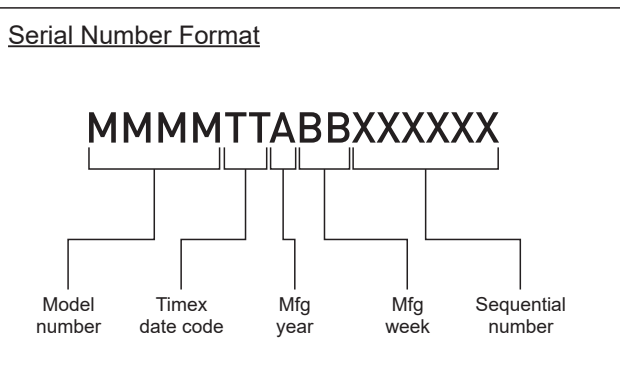 Serial Number Format
MMMMTTABBXXXXXX
Model number
Timex date code
Mfg year
Mfg week
Sequential number